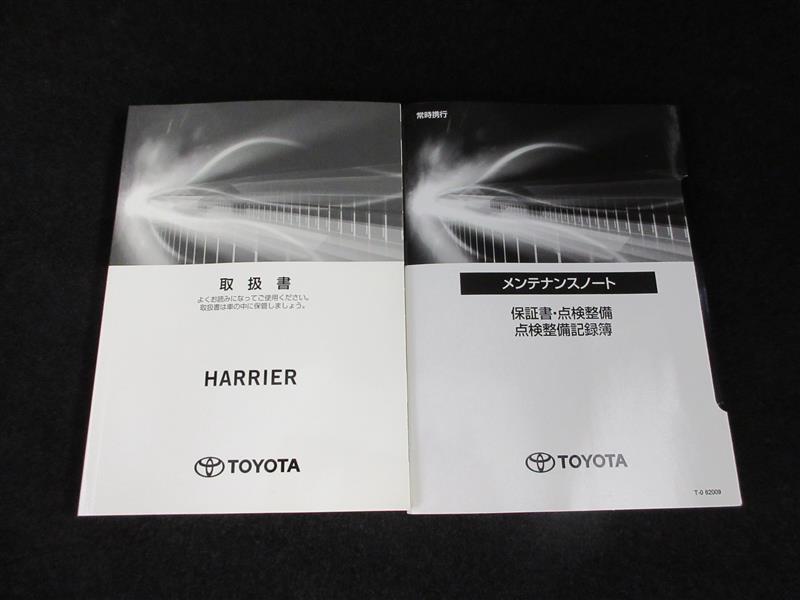 取扱書
よくお読みになってご使用ください。
取扱書は車の中に保管しましょう。
HARRIER
TOYOTA
常時携行
メンテナンスノート
保証書・点検整備
点検整備記録簿
TOYOTA
T-0 62009